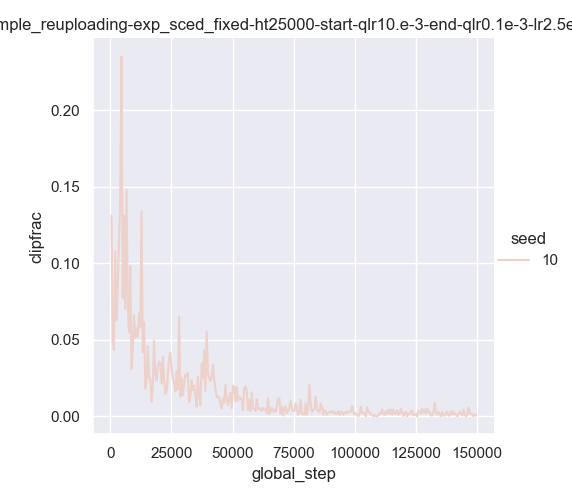 mple_reuploading-exp_sced_fixed-ht25000-start-qlr10.e-3-end-qlr0.1e-3-lr2.5e
0.20
0.15
0.10
0.05
0.00
clipfrac
0 25000 50000 75000 100000 125000 150000
global_step
seed
10